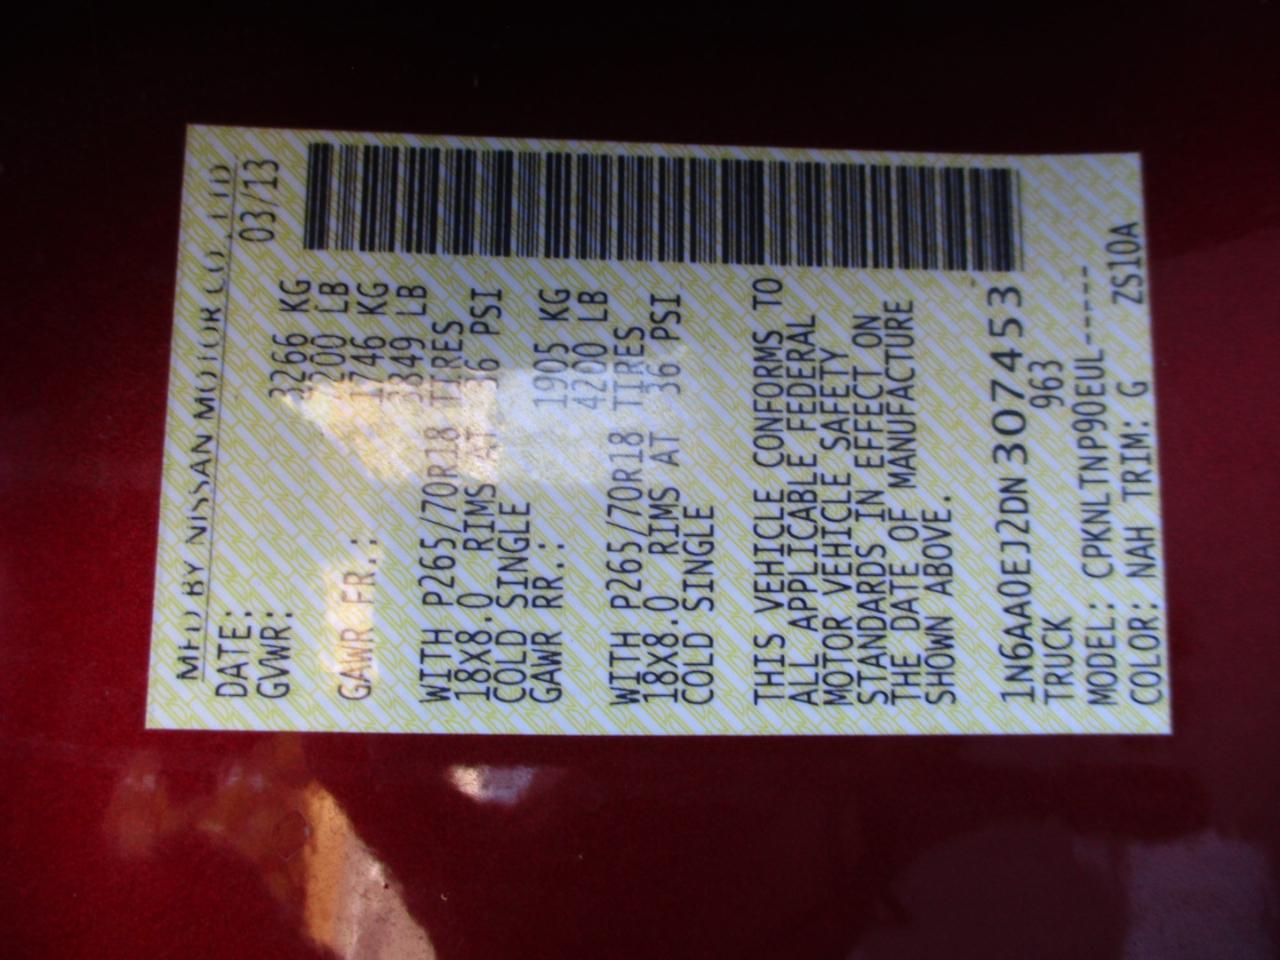 MFD BY NISSAN MOTOR CO., LTD
DATE: 03/13
GVWR: 3266 KG
7200 LB
GAWR FR.: 1746 KG
3849 LB
WITH P265/70R18 TIRES
18X8.0 RIMS AT 36 PSI
COLD SINGLE
GAWR RR.: 1905 KG
4200 LB
WITH P265/70R18 TIRES
18X8.0 RIMS AT 36 PSI
COLD SINGLE
THIS VEHICLE CONFORMS TO
ALL APPLICABLE FEDERAL
MOTOR VEHICLE SAFETY
STANDARDS IN EFFECT ON
THE DATE OF MANUFACTURE
SHOWN ABOVE.
1N6AA0EJ2DN307453
TRUCK 963
MODEL: CPKNLTNP90EUL-----
COLOR: NAH TRIM: G ZS10A